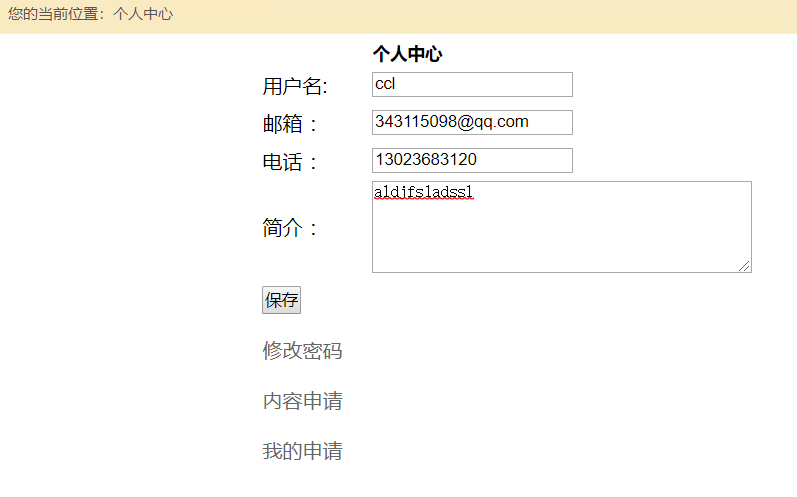 您的当前位置：个人中心
个人中心
用户名: ccl
邮箱： 343115098@qq.com
电话： 13023683120
简介： aldjfsladssl
保存
修改密码
内容申请
我的申请